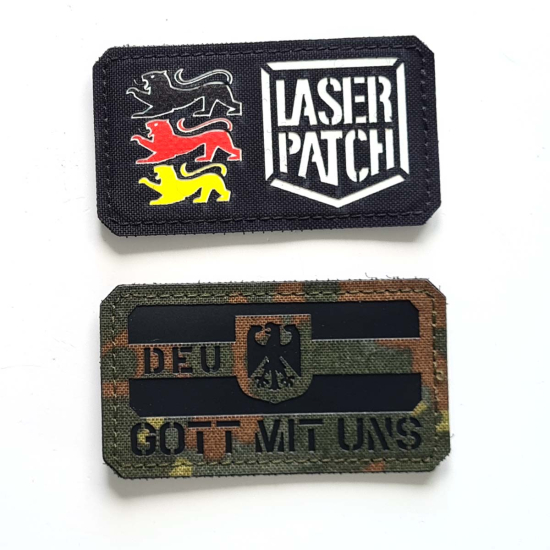 LASER
PATCH
DEU
GOTT MIT UNS